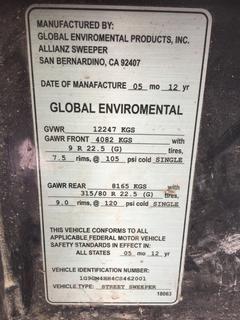 MANUFACTURED BY:
GLOBAL ENVIROMENTAL PRODUCTS, INC.
ALLIANZ SWEEPER
SAN BERNARDINO, CA 92407
DATE OF MANAFACTURE 05 mo 12 yr
GLOBAL ENVIROMENTAL
GVWR 12247 KGS
GAWR FRONT 4082 KGS with
9 R 22.5 (G) tires,
7.5 rims, @ 105 psi cold SINGLE
GAWR REAR 8165 KGS
315/80 R 22.5 (G) with tires,
9.0 rims, @ 120 psi cold SINGLE
THIS VEHICLE CONFORMS TO ALL
APPLICABLE FEDERAL MOTOR VEHICLE
SAFETY STANDARDS IN EFFECT IN
ALL STATES 05 mo 12 yr
VEHICLE IDENTIFICATION NUMBER:
VEHICLE TYPE: STREET SWEEPER
18063